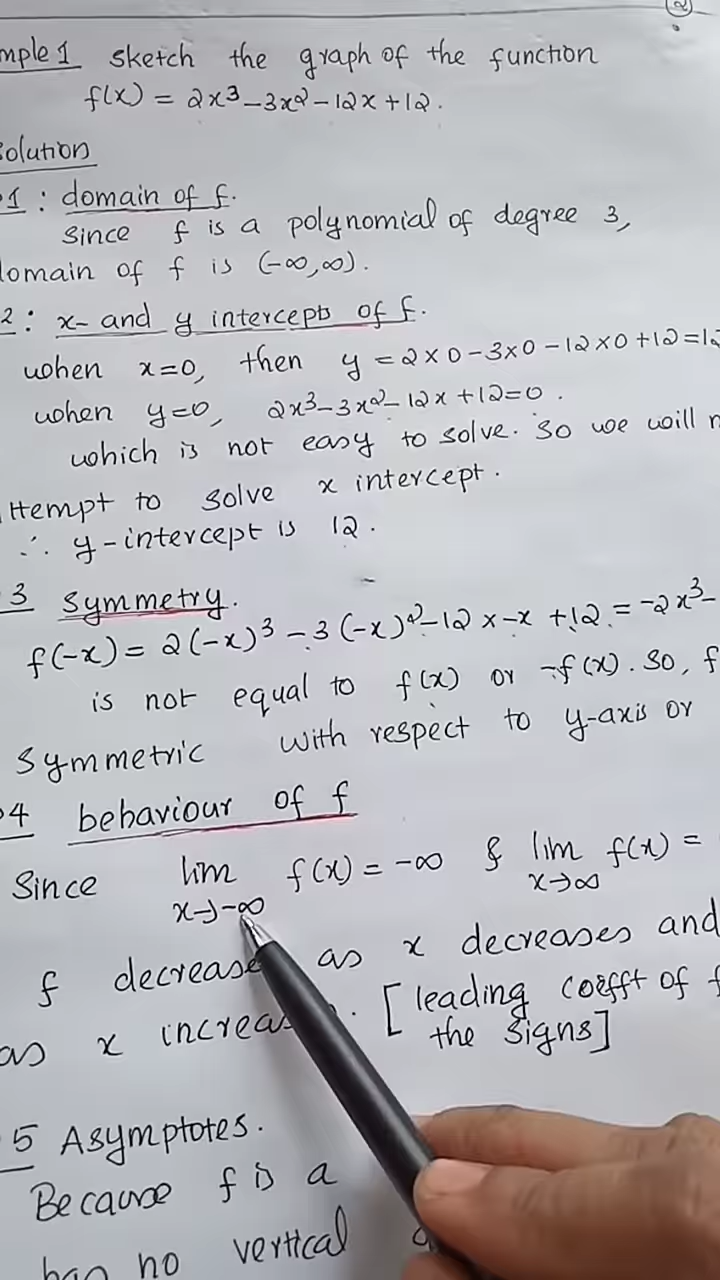 ②
mple 1 sketch the graph of the function
f(x) = 2x³-3x²-12x+12.
solution
1: domain of f.
Since f is a polynomial of degree 3,
domain of f is (-∞,∞).
2: x- and y intercepts of f.
when x=0, then y = 2×0-3×0-12×0+12=12
when y=0, 2x³-3x²-12x+12=0.
which is not easy to solve. So we will n
ttempt to solve x intercept.
∴ y-intercept is 12.
3 Symmetry.
f(-x) = 2(-x)³ -3(-x)²-12×-x +12 = -2x³-
is not equal to f(x) or -f(x). So, f
Symmetric with respect to y-axis or
4 behaviour of f
Since lim x→-∞ f(x) = -∞ & lim x→∞ f(x) =
f decreases as x decreases and
as x increas. [leading coefft of f
the signs]
5 Asymptotes.
Because f is a
has no vertical a